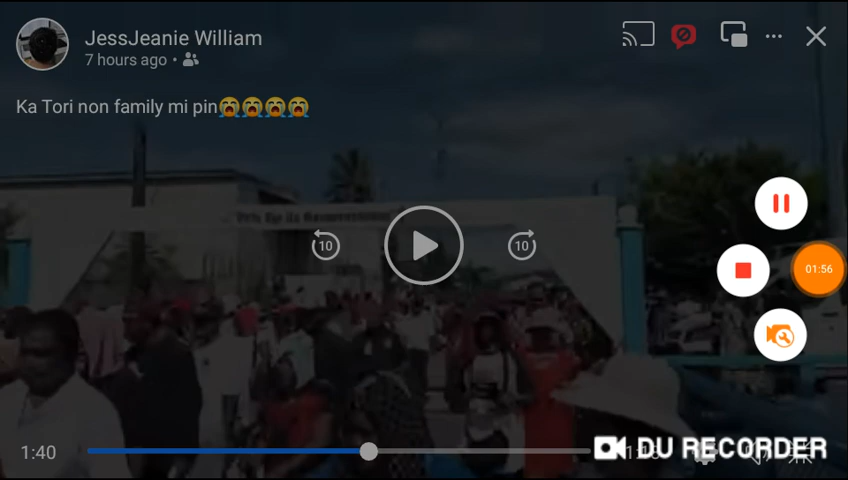 JessJeanie William
7 hours ago •
Ka Tori non family mi pin😭😭😭😭
10
10
01:56
1:40
DU RECORDER